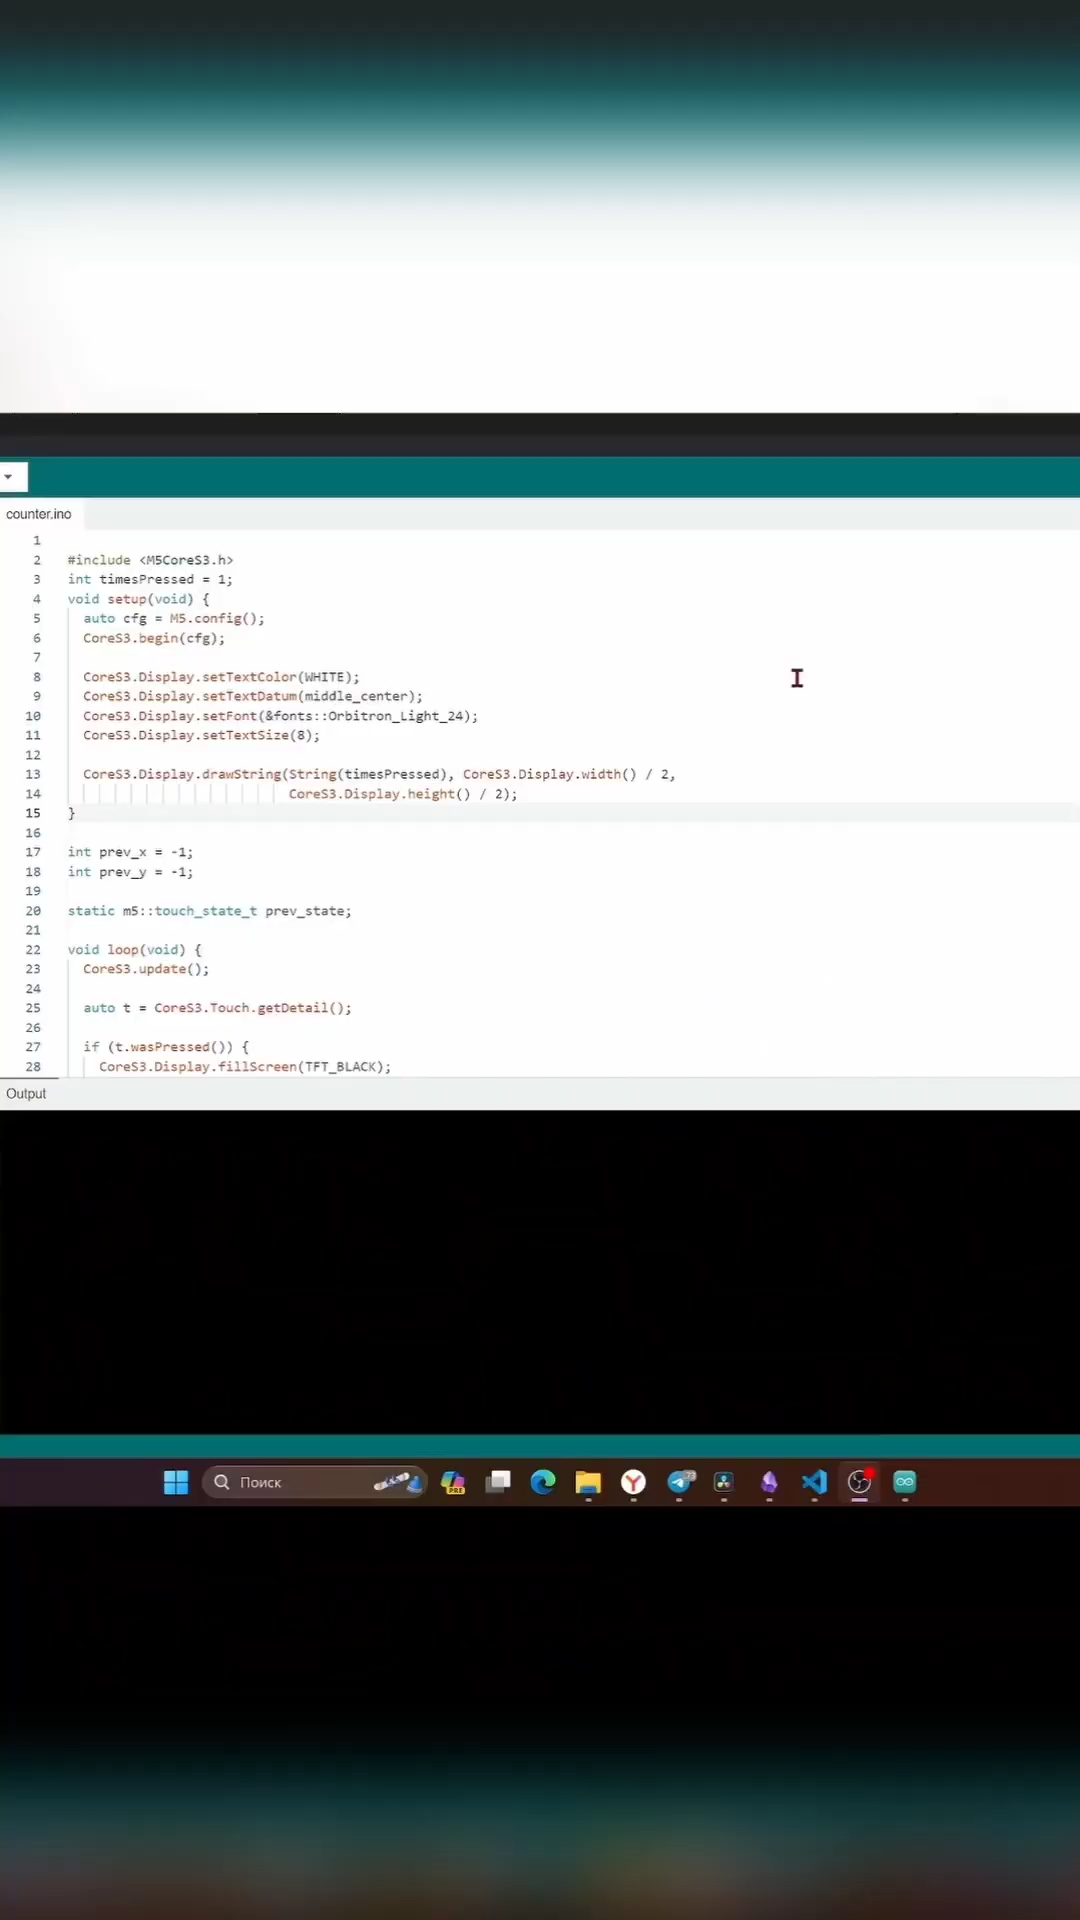 counter.ino
1
2 #include <M5CoreS3.h>
3 int timesPressed = 1;
4 void setup(void) {
5 auto cfg = M5.config();
6 CoreS3.begin(cfg);
7
8 CoreS3.Display.setTextColor(WHITE);
9 CoreS3.Display.setTextDatum(middle_center);
10 CoreS3.Display.setFont(&fonts::Orbitron_Light_24);
11 CoreS3.Display.setTextSize(8);
12
13 CoreS3.Display.drawString(String(timesPressed), CoreS3.Display.width() / 2,
14 CoreS3.Display.height() / 2);
15 }
16
17 int prev_x = -1;
18 int prev_y = -1;
19
20 static m5::touch_state_t prev_state;
21
22 void loop(void) {
23 CoreS3.update();
24
25 auto t = CoreS3.Touch.getDetail();
26
27 if (t.wasPressed()) {
28 CoreS3.Display.fillScreen(TFT_BLACK);
Output
Поиск
PRE
73